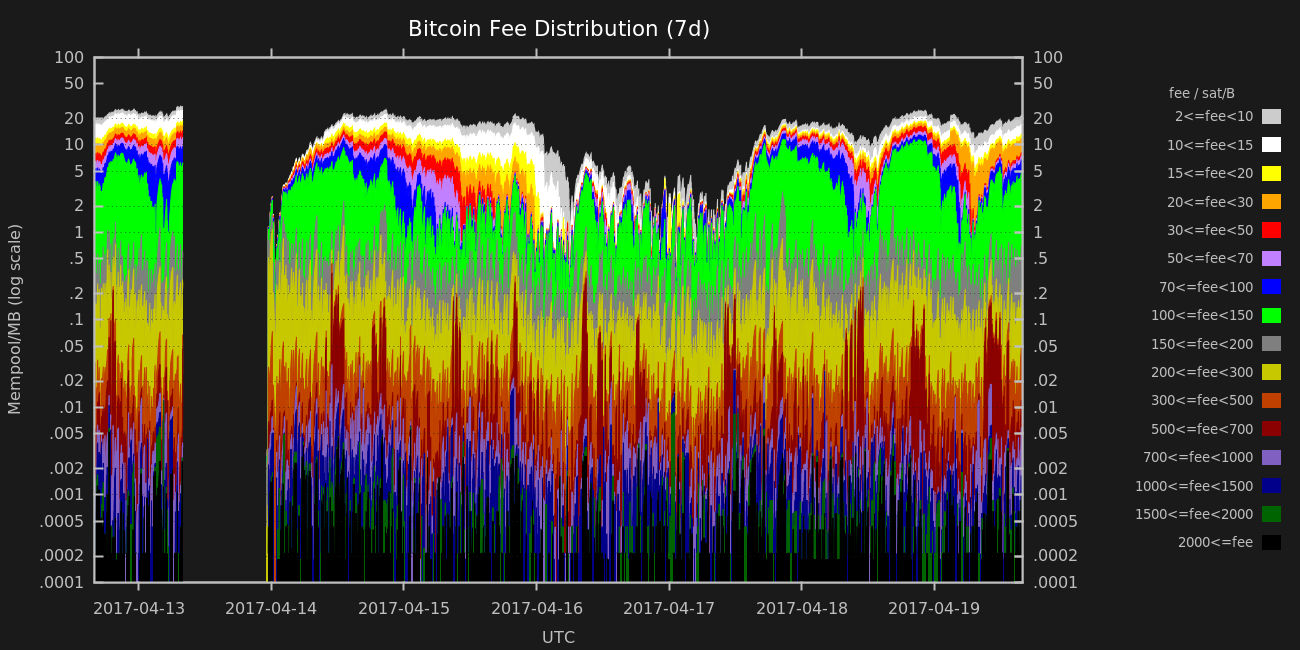 Bitcoin Fee Distribution (7d)
Mempool/MB (log scale)
100
50
20
10
5
2
1
.5
.2
.1
.05
.02
.01
.005
.002
.001
.0005
.0002
.0001
100
50
20
10
5
2
1
.5
.2
.1
.05
.02
.01
.005
.002
.001
.0005
.0002
.0001
2017-04-13 2017-04-14 2017-04-15 2017-04-16 2017-04-17 2017-04-18 2017-04-19
UTC
fee / sat/B
2<=fee<10
10<=fee<15
15<=fee<20
20<=fee<30
30<=fee<50
50<=fee<70
70<=fee<100
100<=fee<150
150<=fee<200
200<=fee<300
300<=fee<500
500<=fee<700
700<=fee<1000
1000<=fee<1500
1500<=fee<2000
2000<=fee